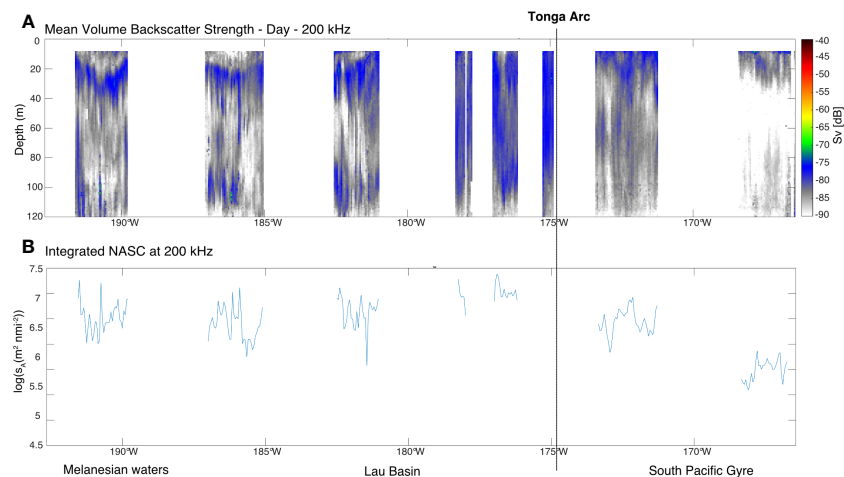 Tonga Arc
A
Mean Volume Backscatter Strength - Day - 200 kHz
0
20
40
60
80
100
120
Depth (m)
190°W
185°W
180°W
175°W
170°W
-40
-45
-50
-55
-60
-65
-70
-75
-80
-85
-90
Sv [dB]
B
Integrated NASC at 200 kHz
7.5
7
6.5
6
5.5
5
4.5
log(sA(m² nmi⁻²))
190°W
185°W
180°W
175°W
170°W
Melanesian waters
Lau Basin
South Pacific Gyre